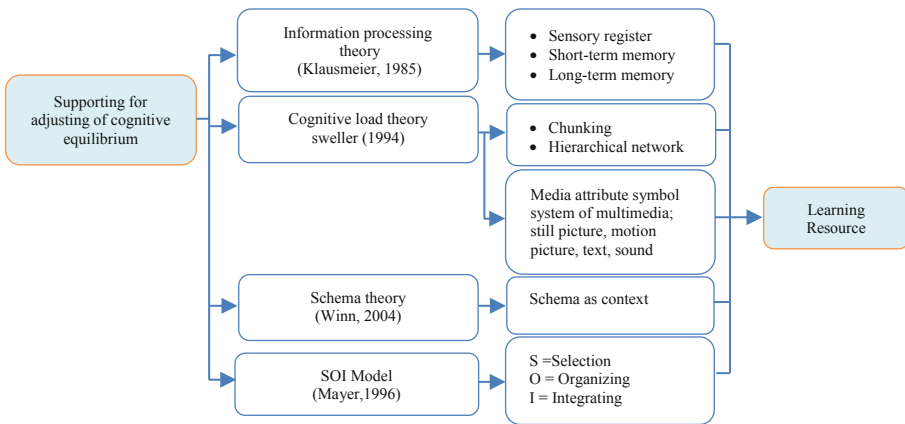 Supporting for
adjusting of cognitive
equilibrium
Information processing
theory
(Klausmeier, 1985)
• Sensory register
• Short-term memory
• Long-term memory
Cognitive load theory
sweller (1994)
• Chunking
• Hierarchical network
Media attribute symbol
system of multimedia;
still picture, motion
picture, text, sound
Schema theory
(Winn, 2004)
Schema as context
SOI Model
(Mayer,1996)
S =Selection
O = Organizing
I = Integrating
Learning
Resource